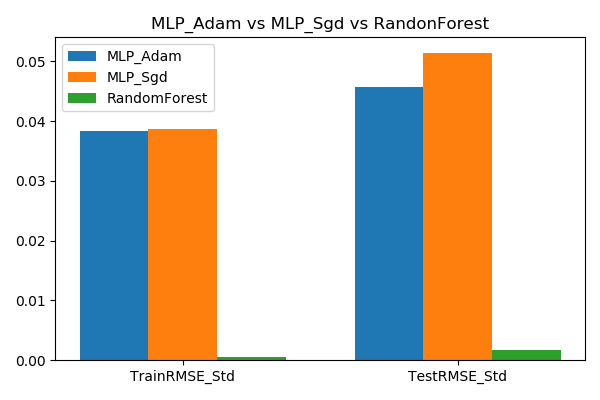 MLP_Adam vs MLP_Sgd vs RandonForest
MLP_Adam
MLP_Sgd
RandomForest
0.05
0.04
0.03
0.02
0.01
0.00
TrainRMSE_Std
TestRMSE_Std